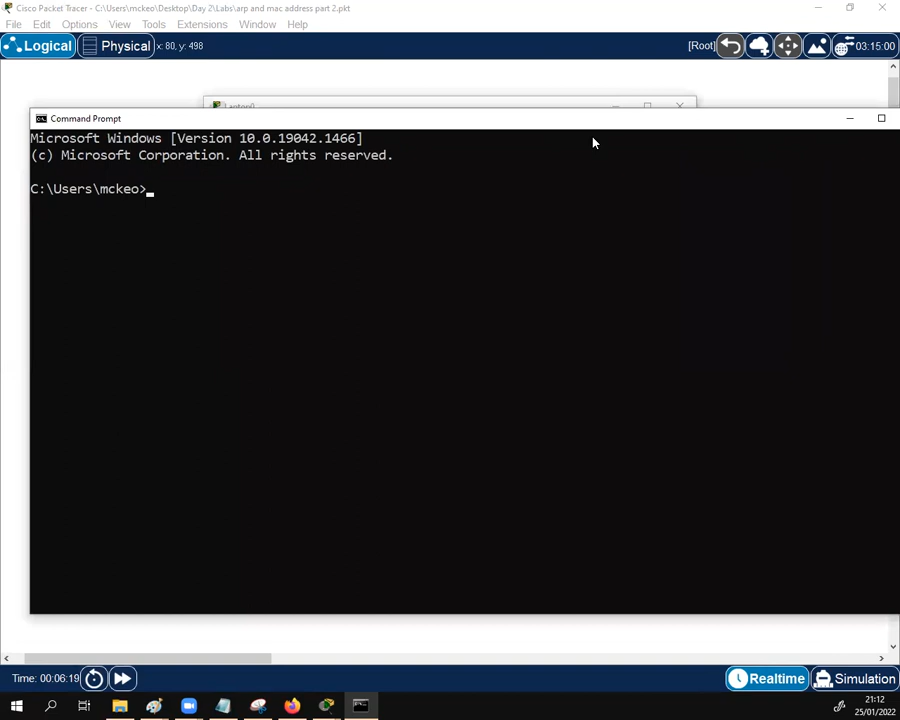 Cisco Packet Tracer - C:\Users\mckeo\Desktop\Day 2\Labs\arp and mac address part 2.pkt
File Edit Options View Tools Extensions Window Help
Logical Physical x: 80, y: 498 [Root] 03:15:00
Laptop0
Command Prompt
Microsoft Windows [Version 10.0.19042.1466]
(c) Microsoft Corporation. All rights reserved.
C:\Users\mckeo>
Time: 00:06:19 Realtime Simulation
21:12
25/01/2022